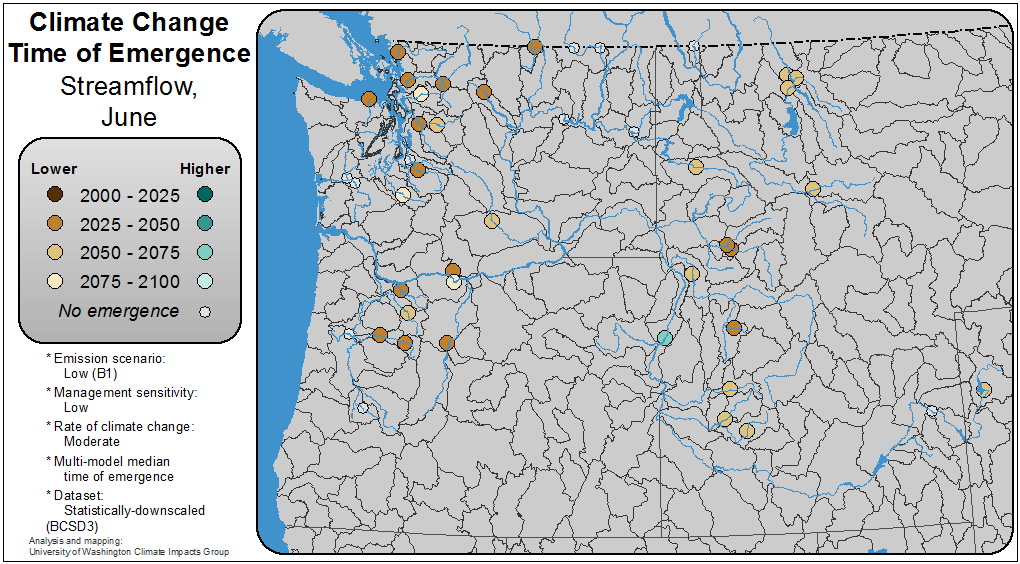 Climate Change
Time of Emergence
Streamflow,
June
Lower Higher
2000 - 2025
2025 - 2050
2050 - 2075
2075 - 2100
No emergence
* Emission scenario:
Low (B1)
* Management sensitivity:
Low
* Rate of climate change:
Moderate
* Multi-model median
time of emergence
* Dataset:
Statistically-downscaled
(BCSD3)
Analysis and mapping:
University of Washington Climate Impacts Group